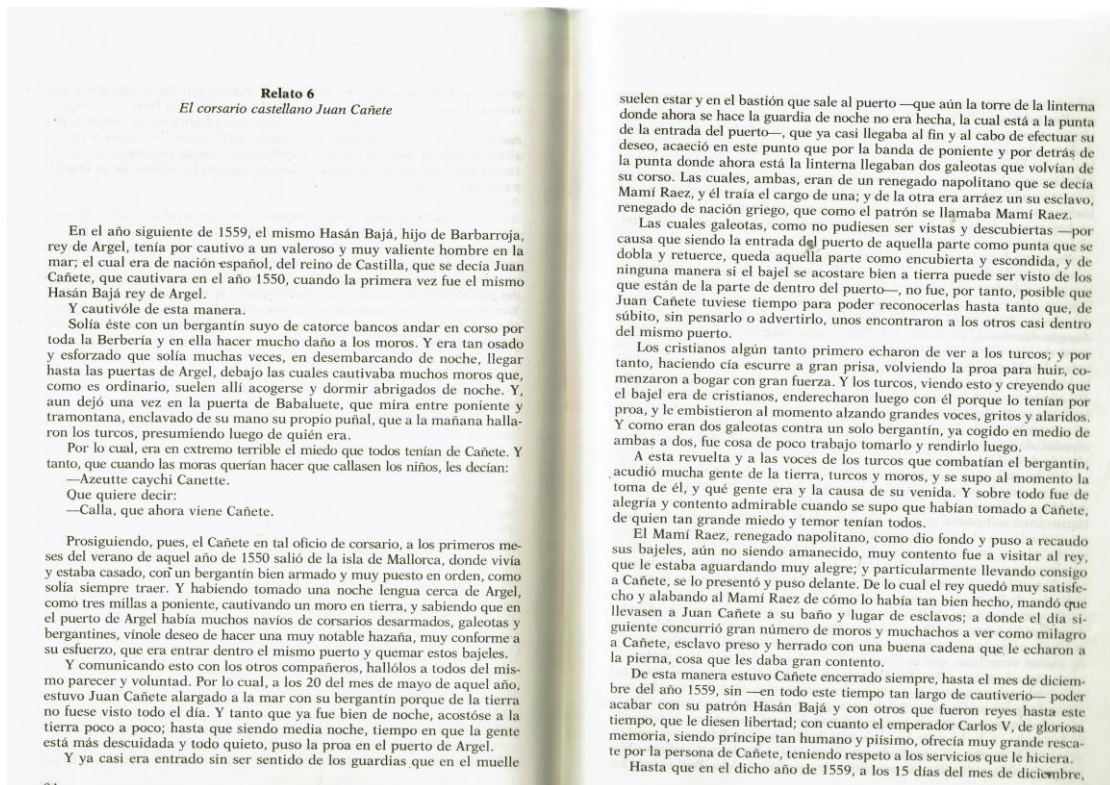 Relato 6
El corsario castellano Juan Cañete
En el año siguiente de 1559, el mismo Hasán Bajá, hijo de Barbarroja,
rey de Argel, tenía por cautivo a un valeroso y muy valiente hombre en la
mar; el cual era de nación español, del reino de Castilla, que se decía Juan
Cañete, que cautivara en el año 1550, cuando la primera vez fue el mismo
Hasán Bajá rey de Argel.
Y cautivóle de esta manera.
Solía éste con un bergantín suyo de catorce bancos andar en corso por
toda la Berbería y en ella hacer mucho daño a los moros. Y era tan osado
y esforzado que solía muchas veces, en desembarcando de noche, llegar
hasta las puertas de Argel, debajo las cuales cautivaba muchos moros que,
como es ordinario, suelen allí acogerse y dormir abrigados de noche. Y,
aun dejó una vez en la puerta de Babaluete, que mira entre poniente y
tramontana, enclavado de su mano su propio puñal, que a la mañana halla-
ron los turcos, presumiendo luego de quién era.
Por lo cual, era en extremo terrible el miedo que todos tenían de Cañete. Y
tanto, que cuando las moras querían hacer que callasen los niños, les decían:
—Azeutte caychi Canette.
Que quiere decir:
—Calla, que ahora viene Cañete.
Prosiguiendo, pues, el Cañete en tal oficio de corsario, a los primeros me-
ses del verano de aquel año de 1550 salió de la isla de Mallorca, donde vivía
y estaba casado, con un bergantín bien armado y muy puesto en orden, como
solía siempre traer. Y habiendo tomado una noche lengua cerca de Argel,
como tres millas a poniente, cautivando un moro en tierra, y sabiendo que en
el puerto de Argel había muchos navíos de corsarios desarmados, galeotas y
bergantines, vínole deseo de hacer una muy notable hazaña, muy conforme a
su esfuerzo, que era entrar dentro el mismo puerto y quemar estos bajeles.
Y comunicando esto con los otros compañeros, hallólos a todos del mis-
mo parecer y voluntad. Por lo cual, a los 20 del mes de mayo de aquel año,
estuvo Juan Cañete alargado a la mar con su bergantín porque de la tierra
no fuese visto todo el día. Y tanto que ya fue bien de noche, acostóse a la
tierra poco a poco; hasta que siendo media noche, tiempo en que la gente
está más descuidada y todo quieto, puso la proa en el puerto de Argel.
Y ya casi era entrado sin ser sentido de los guardias que en el muelle
suelen estar y en el bastión que sale al puerto —que aún la torre de la linterna
donde ahora se hace la guardia de noche no era hecha, la cual está a la punta
de la entrada del puerto—, que ya casi llegaba al fin y al cabo de efectuar su
deseo, acaeció en este punto que por la banda de poniente y por detrás de
la punta donde ahora está la linterna llegaban dos galeotas que volvían de
su corso. Las cuales, ambas, eran de un renegado napolitano que se decía
Mamí Raez, y él traía el cargo de una; y de la otra era arráez un su esclavo,
renegado de nación griego, que como el patrón se llamaba Mamí Raez.
Las cuales galeotas, como no pudiesen ser vistas y descubiertas —por
causa que siendo la entrada del puerto de aquella parte como punta que se
dobla y retuerce, queda aquella parte como encubierta y escondida, y de
ninguna manera si el bajel se acostare bien a tierra puede ser visto de los
que están de la parte de dentro del puerto—, no fue, por tanto, posible que
Juan Cañete tuviese tiempo para poder reconocerlas hasta tanto que, de
súbito, sin pensarlo o advertirlo, unos encontraron a los otros casi dentro
del mismo puerto.
Los cristianos algún tanto primero echaron de ver a los turcos; y por
tanto, haciendo cía escurre a gran prisa, volviendo la proa para huir, co-
menzaron a bogar con gran fuerza. Y los turcos, viendo esto y creyendo que
el bajel era de cristianos, enderecharon luego con él porque lo tenían por
proa, y le embistieron al momento alzando grandes voces, gritos y alaridos.
Y como eran dos galeotas contra un solo bergantín, ya cogido en medio de
ambas a dos, fue cosa de poco trabajo tomarlo y rendirlo luego.
A esta revuelta y a las voces de los turcos que combatían el bergantín,
acudió mucha gente de la tierra, turcos y moros, y se supo al momento la
toma de él, y qué gente era y la causa de su venida. Y sobre todo fue de
alegría y contento admirable cuando se supo que habían tomado a Cañete,
de quien tan grande miedo y temor tenían todos.
El Mamí Raez, renegado napolitano, como dio fondo y puso a recaudo
sus bajeles, aún no siendo amanecido, muy contento fue a visitar al rey,
que le estaba aguardando muy alegre; y particularmente llevando consigo
a Cañete, se lo presentó y puso delante. De lo cual el rey quedó muy satisfe-
cho y alabando al Mamí Raez de cómo lo había tan bien hecho, mandó que
llevasen a Juan Cañete a su baño y lugar de esclavos; a donde el día si-
guiente concurrió gran número de moros y muchachos a ver como milagro
a Cañete, esclavo preso y herrado con una buena cadena que le echaron a
la pierna, cosa que les daba gran contento.
De esta manera estuvo Cañete encerrado siempre, hasta el mes de diciem-
bre del año 1559, sin —en todo este tiempo tan largo de cautiverio— poder
acabar con su patrón Hasán Bajá y con otros que fueron reyes hasta este
tiempo, que le diesen libertad; con cuanto el emperador Carlos V, de gloriosa
memoria, siendo príncipe tan humano y piísimo, ofrecía muy grande resca-
te por la persona de Cañete, teniendo respeto a los servicios que le hiciera.
Hasta que en el dicho año de 1559, a los 15 días del mes de diciembre,